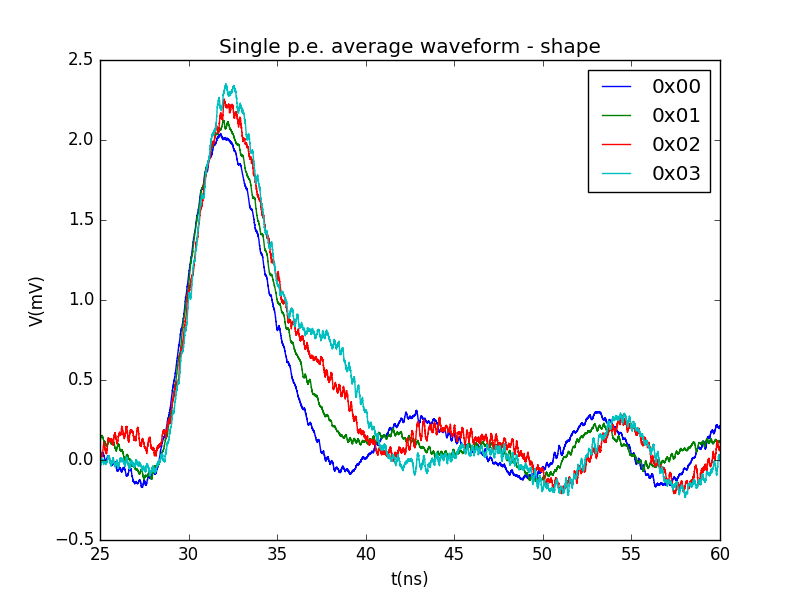 Single p.e. average waveform - shape
2.5
2.0
1.5
1.0
0.5
0.0
−0.5
V(mV)
0x00
0x01
0x02
0x03
25 30 35 40 45 50 55 60
t(ns)